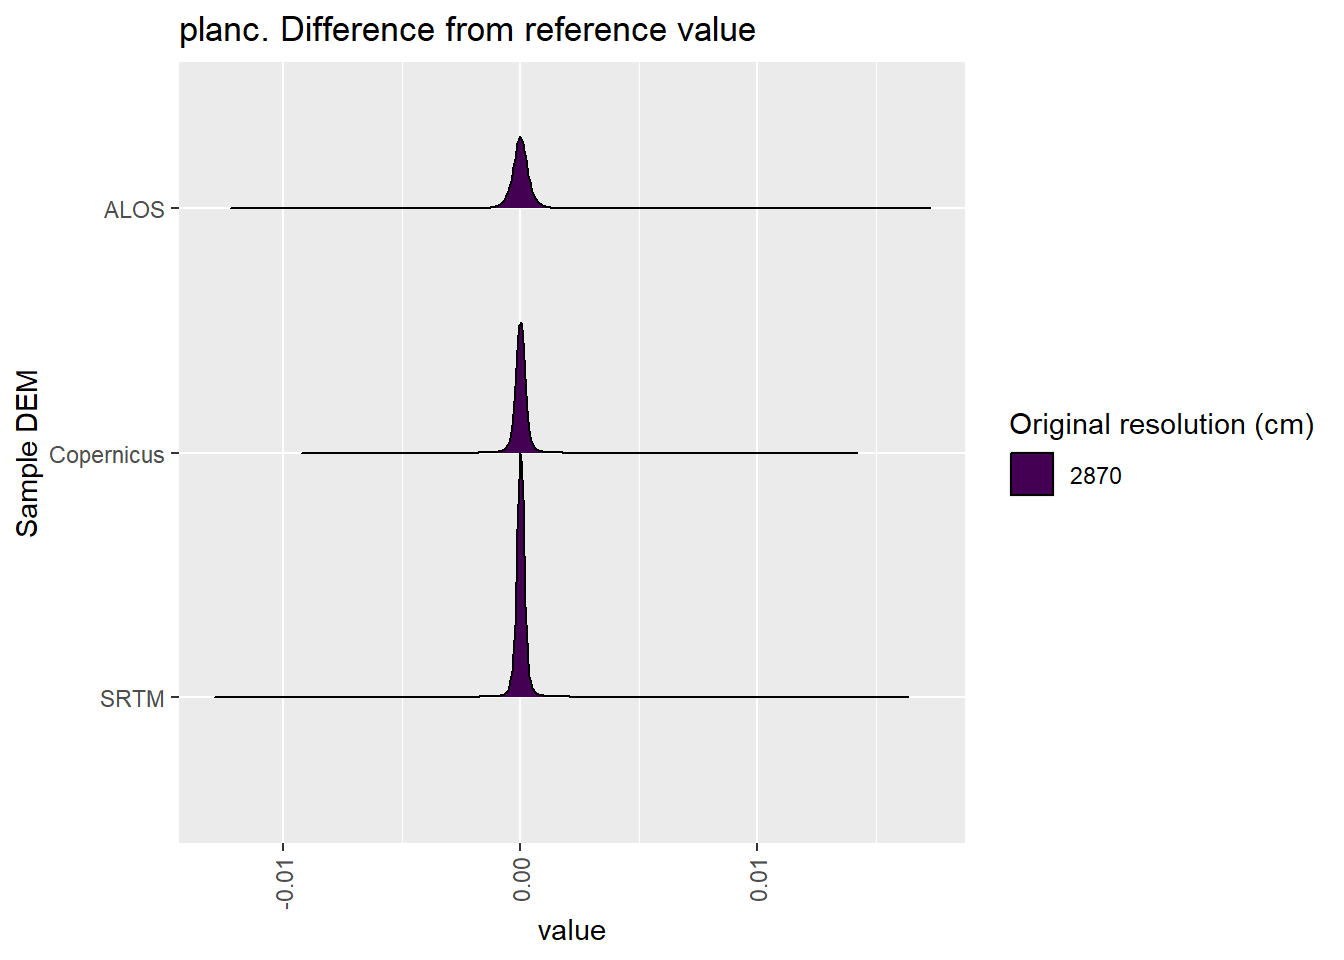 planc. Difference from reference value
ALOS
Copernicus
SRTM
Sample DEM
-0.01
0.00
0.01
value
Original resolution (cm)
2870